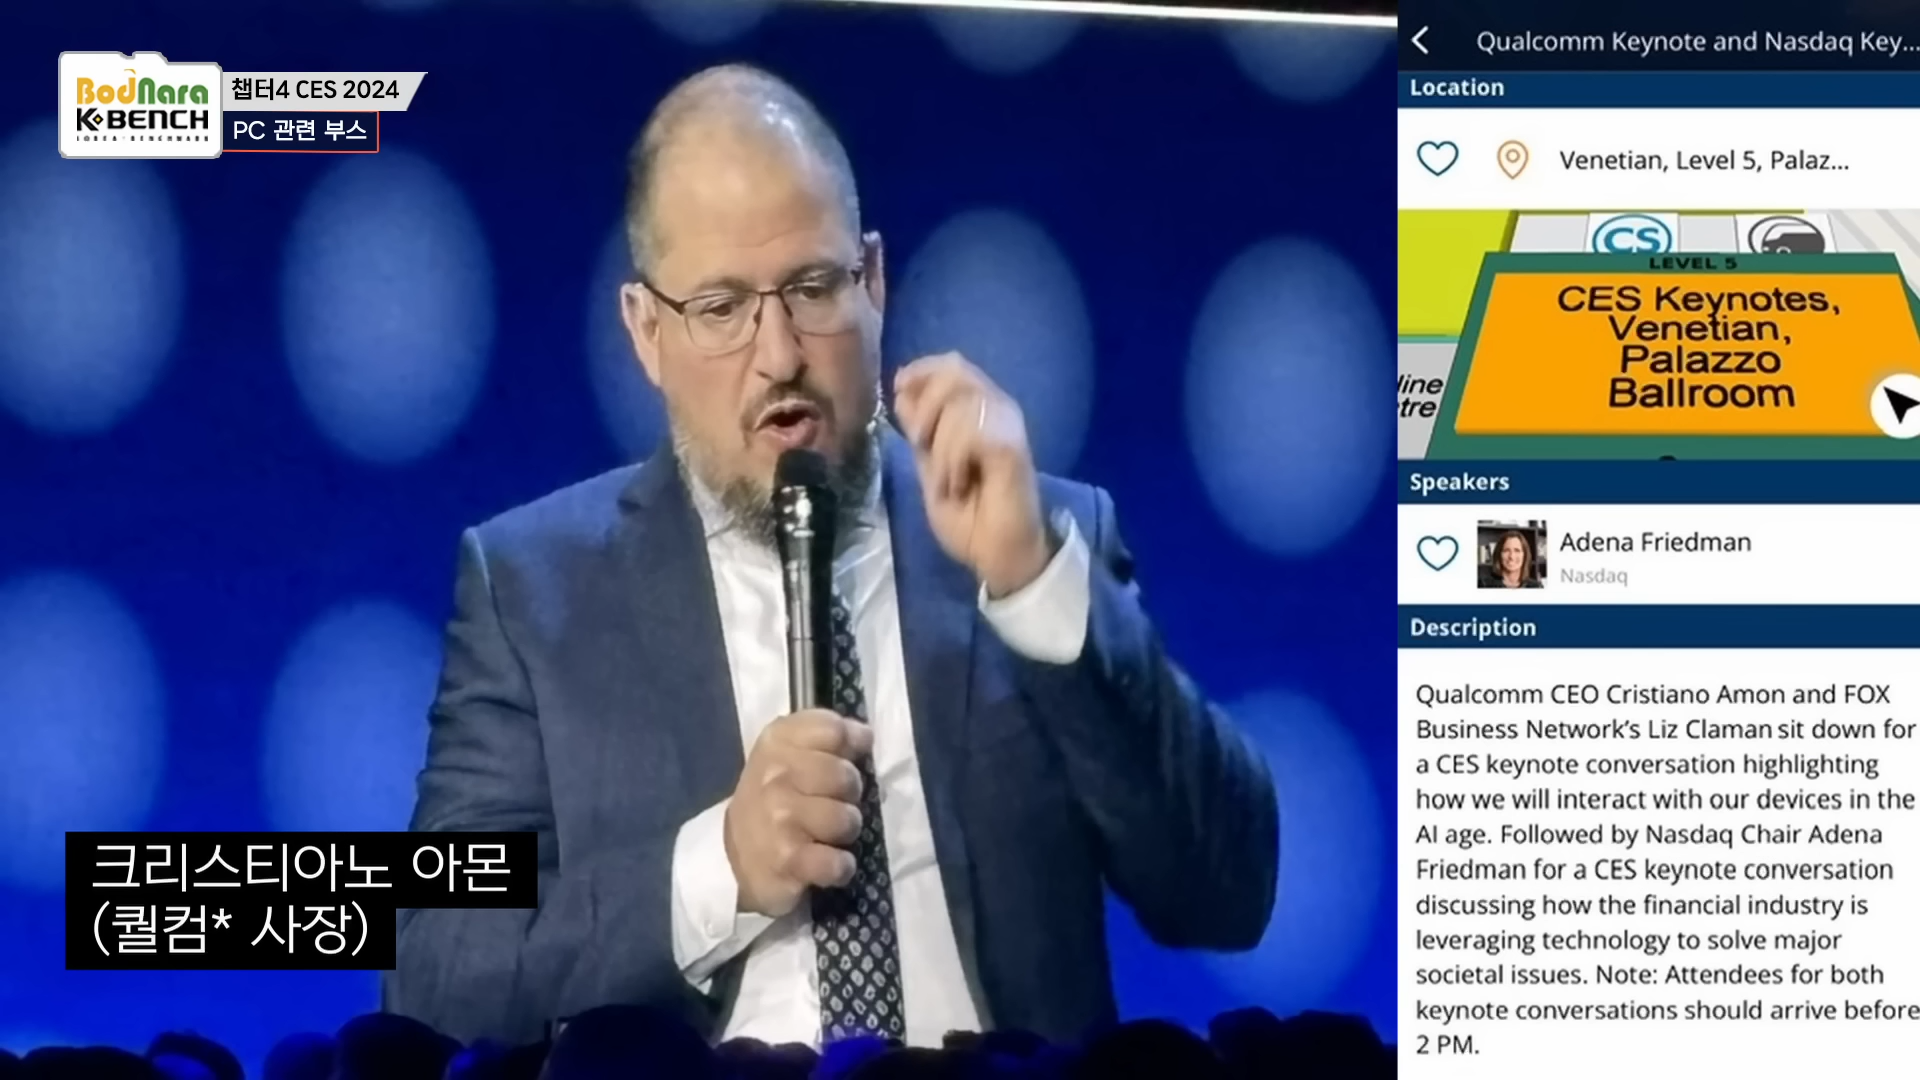 BodNara
K-BENCH
KOREA · BENCHMARK
챕터4 CES 2024
PC 관련 부스
크리스티아노 아몬
(퀄컴* 사장)
Qualcomm Keynote and Nasdaq Key...
Location
Venetian, Level 5, Palaz...
CS
LEVEL 5
CES Keynotes,
Venetian,
Palazzo
Ballroom
Speakers
Adena Friedman
Nasdaq
Description
Qualcomm CEO Cristiano Amon and FOX
Business Network's Liz Claman sit down for
a CES keynote conversation highlighting
how we will interact with our devices in the
AI age. Followed by Nasdaq Chair Adena
Friedman for a CES keynote conversation
discussing how the financial industry is
leveraging technology to solve major
societal issues. Note: Attendees for both
keynote conversations should arrive before
2 PM.